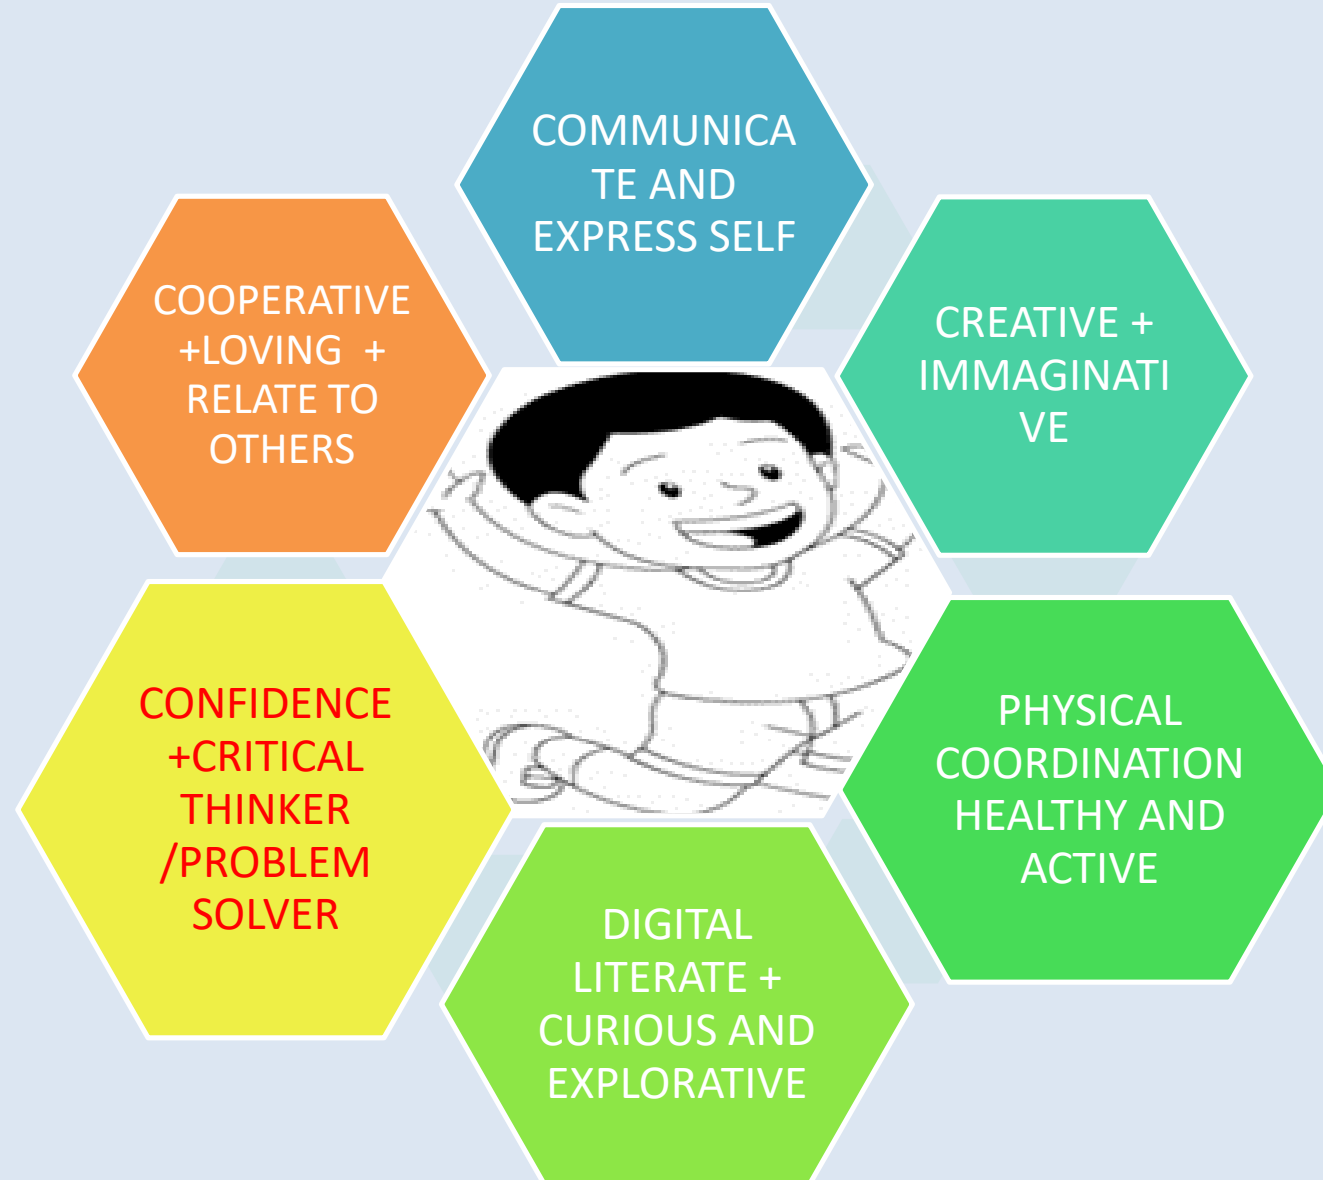 COMMUNICA
TE AND
EXPRESS SELF
CREATIVE +
IMMAGINATI
VE
PHYSICAL
COORDINATION
HEALTHY AND
ACTIVE
DIGITAL
LITERATE +
CURIOUS AND
EXPLORATIVE
CONFIDENCE
+CRITICAL
THINKER
/PROBLEM
SOLVER
COOPERATIVE
+LOVING +
RELATE TO
OTHERS